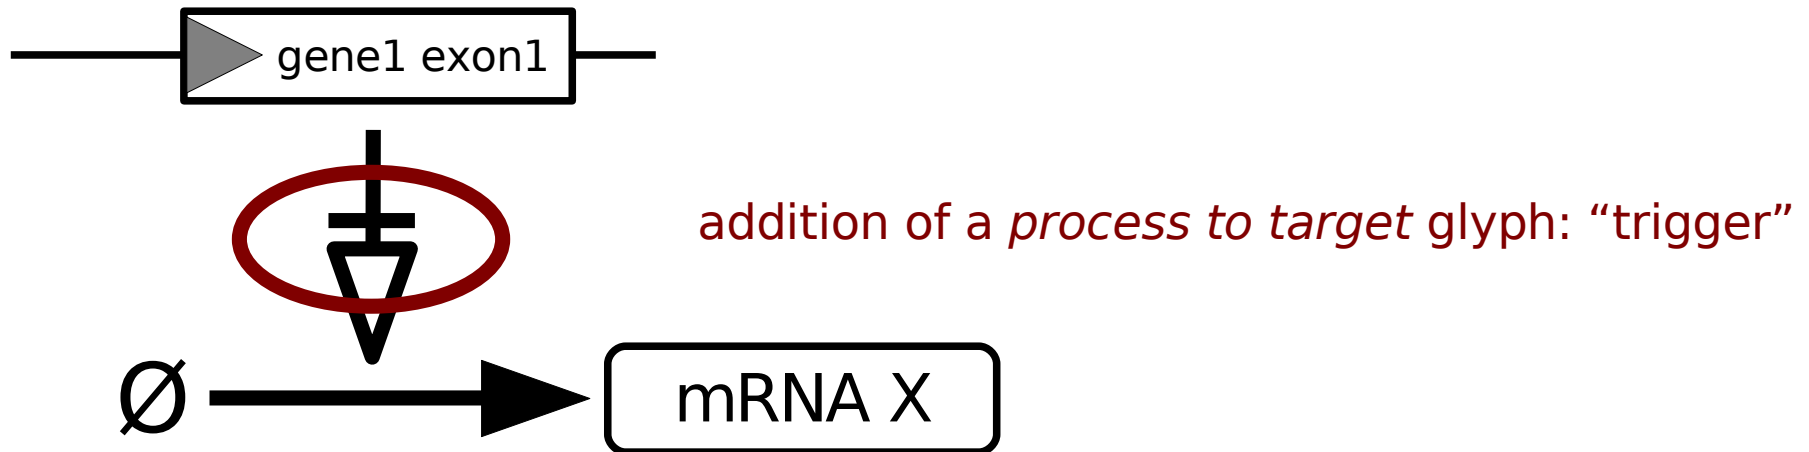 gene1 exon1
addition of a process to target glyph: “trigger”
Ø
mRNA X